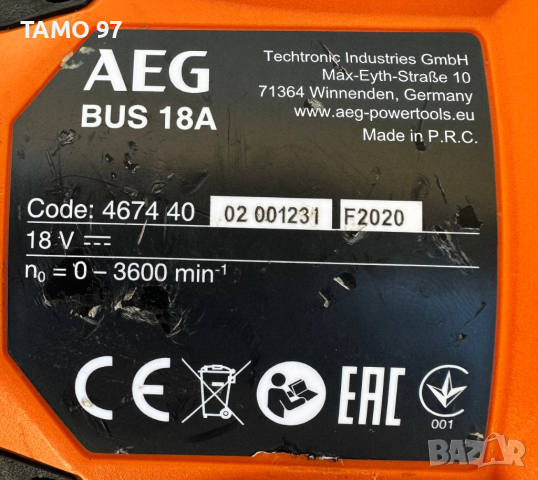 TAMO 97
AEG
BUS 18A
Techtronic Industries GmbH
Max-Eyth-Straße 10
71364 Winnenden, Germany
www.aeg-powertools.eu
Made in P.R.C.
Code: 4674 40 02 001231 F2020
18 V
n₀ = 0 – 3600 min⁻¹
CE EAC
001
BAZAR